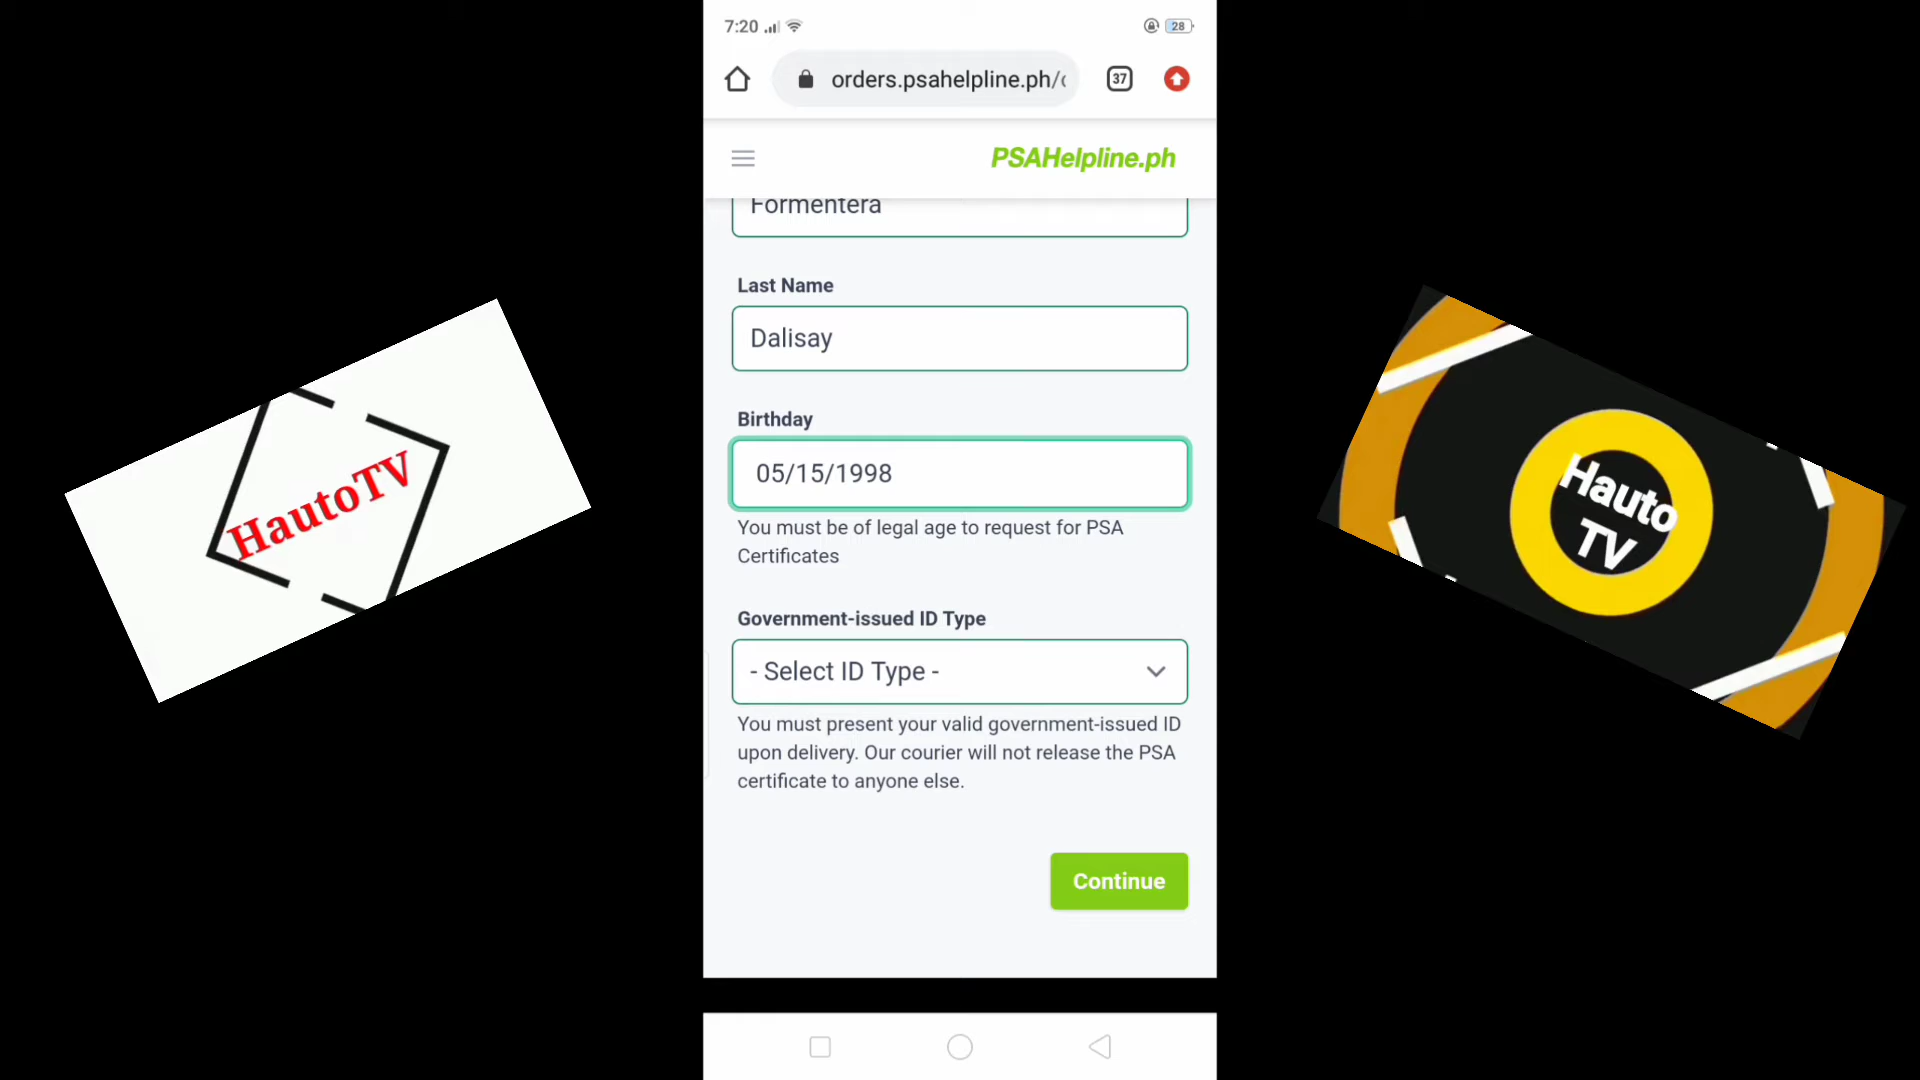 7:20
28
orders.psahelpline.ph/
37
PSAHelpline.ph
Formentera
Last Name
Dalisay
Birthday
05/15/1998
You must be of legal age to request for PSA
Certificates
Government-issued ID Type
- Select ID Type -
You must present your valid government-issued ID
upon delivery. Our courier will not release the PSA
certificate to anyone else.
Continue
HautoTV
Hauto
TV